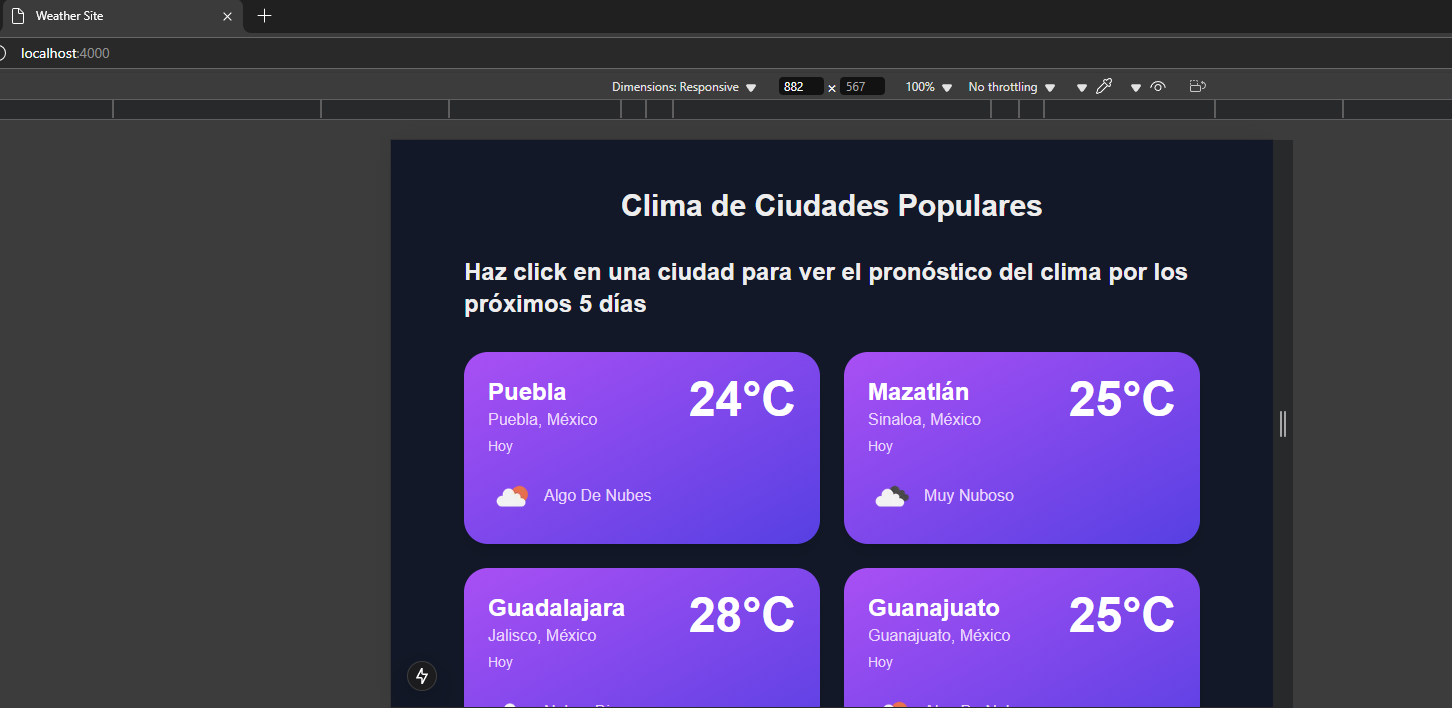 Weather Site
localhost:4000
Dimensions: Responsive 882 x 567 100% No throttling
Clima de Ciudades Populares
Haz click en una ciudad para ver el pronóstico del clima por los
próximos 5 días
Puebla 24°C
Puebla, México
Hoy
Algo De Nubes
Mazatlán 25°C
Sinaloa, México
Hoy
Muy Nuboso
Guadalajara 28°C
Jalisco, México
Hoy
Guanajuato 25°C
Guanajuato, México
Hoy